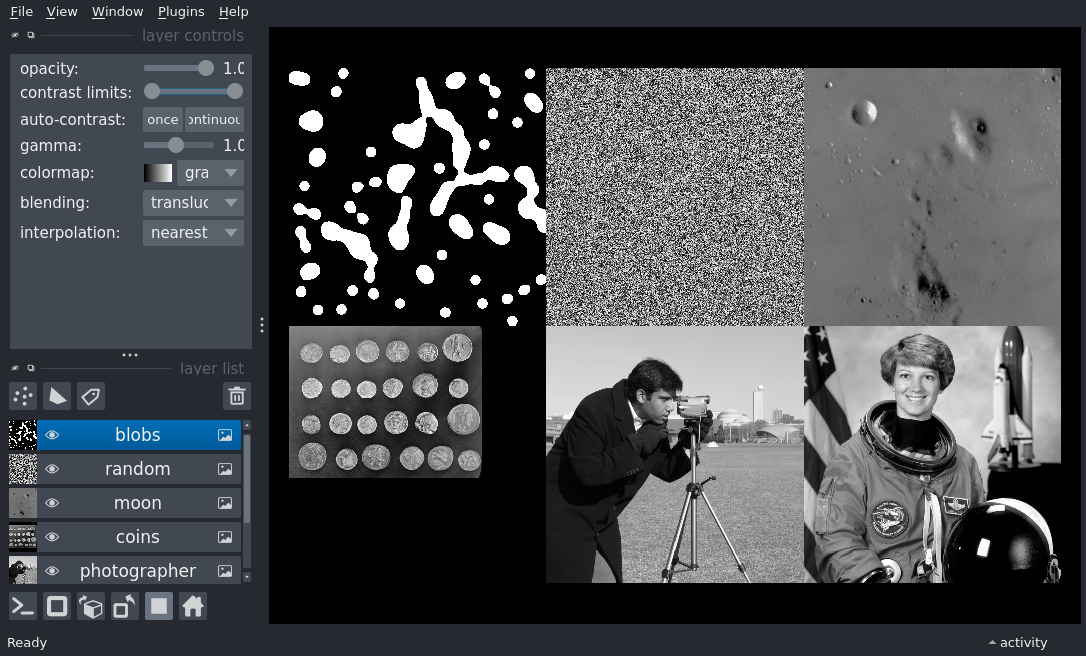 File View Window Plugins Help
layer controls
opacity: 1.0
contrast limits:
auto-contrast: once ontinuou
gamma: 1.0
colormap: gra
blending: transluc
interpolation: nearest
layer list
blobs
random
moon
coins
photographer
Ready
activity